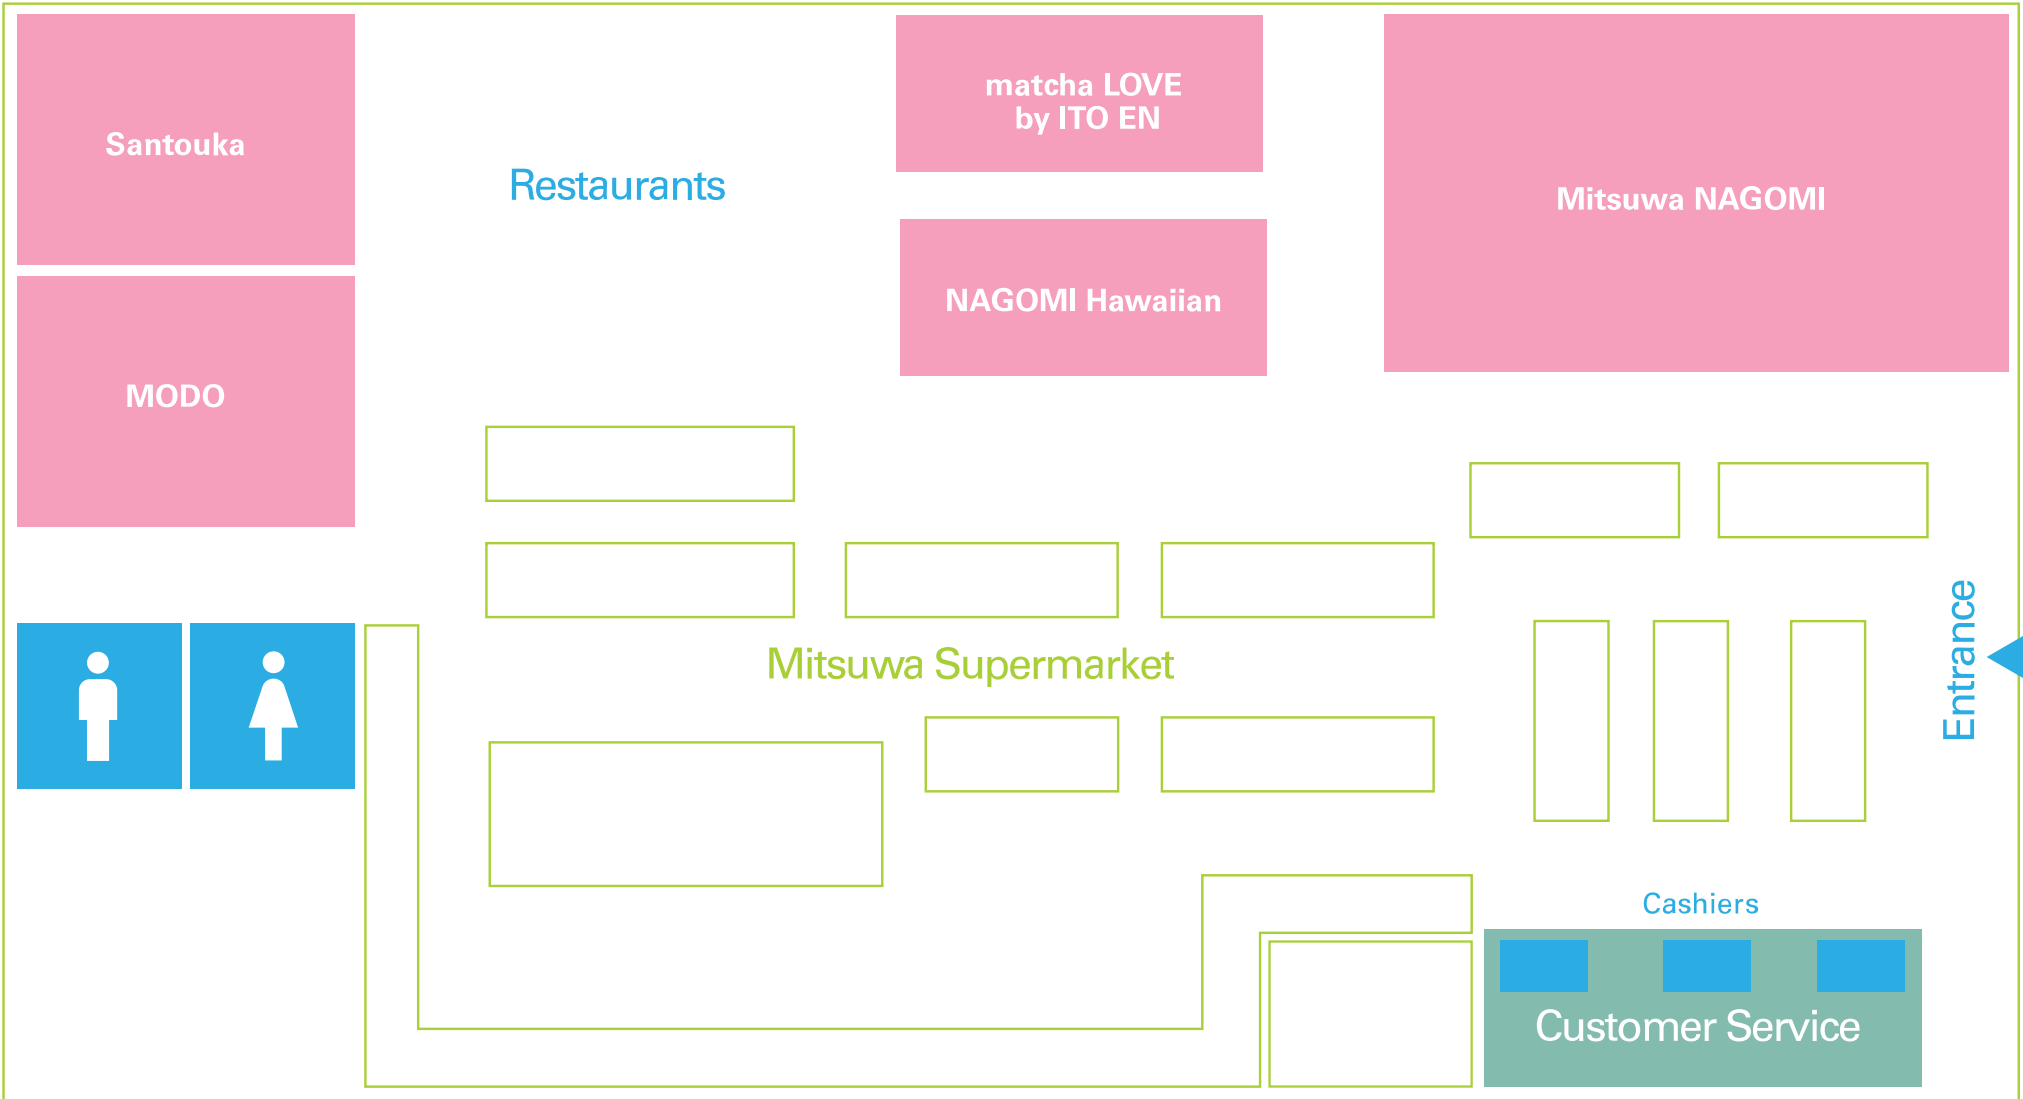 Santouka
matcha LOVE
by ITO EN
Restaurants
Mitsuwa NAGOMI
NAGOMI Hawaiian
MODO
Entrance
Mitsuwa Supermarket
Cashiers
Customer Service